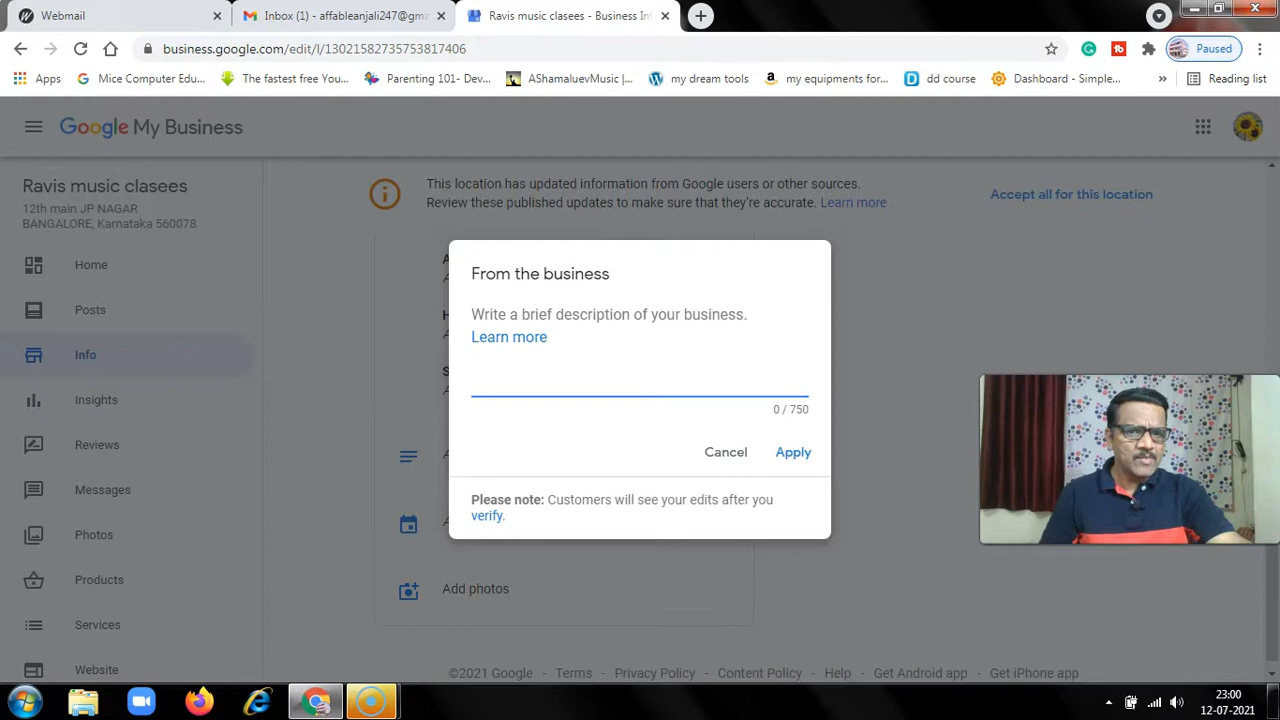 Webmail
Inbox (1) - affableanjali247@gma
Ravis music clasees - Business Int
business.google.com/edit/l/13021582735753817406
Paused
Apps
Mice Computer Edu...
The fastest free You...
Parenting 101- Dev...
AShamaluevMusic |...
my dream tools
my equipments for...
dd course
Dashboard - Simple...
»
Reading list
Google My Business
Ravis music clasees
12th main JP NAGAR
BANGALORE, Karnataka 560078
Home
Posts
Info
Insights
Reviews
Messages
Photos
Products
Services
Website
This location has updated information from Google users or other sources.
Review these published updates to make sure that they're accurate. Learn more
Accept all for this location
From the business
Write a brief description of your business.
Learn more
0 / 750
Cancel
Apply
Please note: Customers will see your edits after you
verify.
Add photos
©2021 Google
Terms
Privacy Policy
Content Policy
Help
Get Android app
Get iPhone app
23:00
12-07-2021